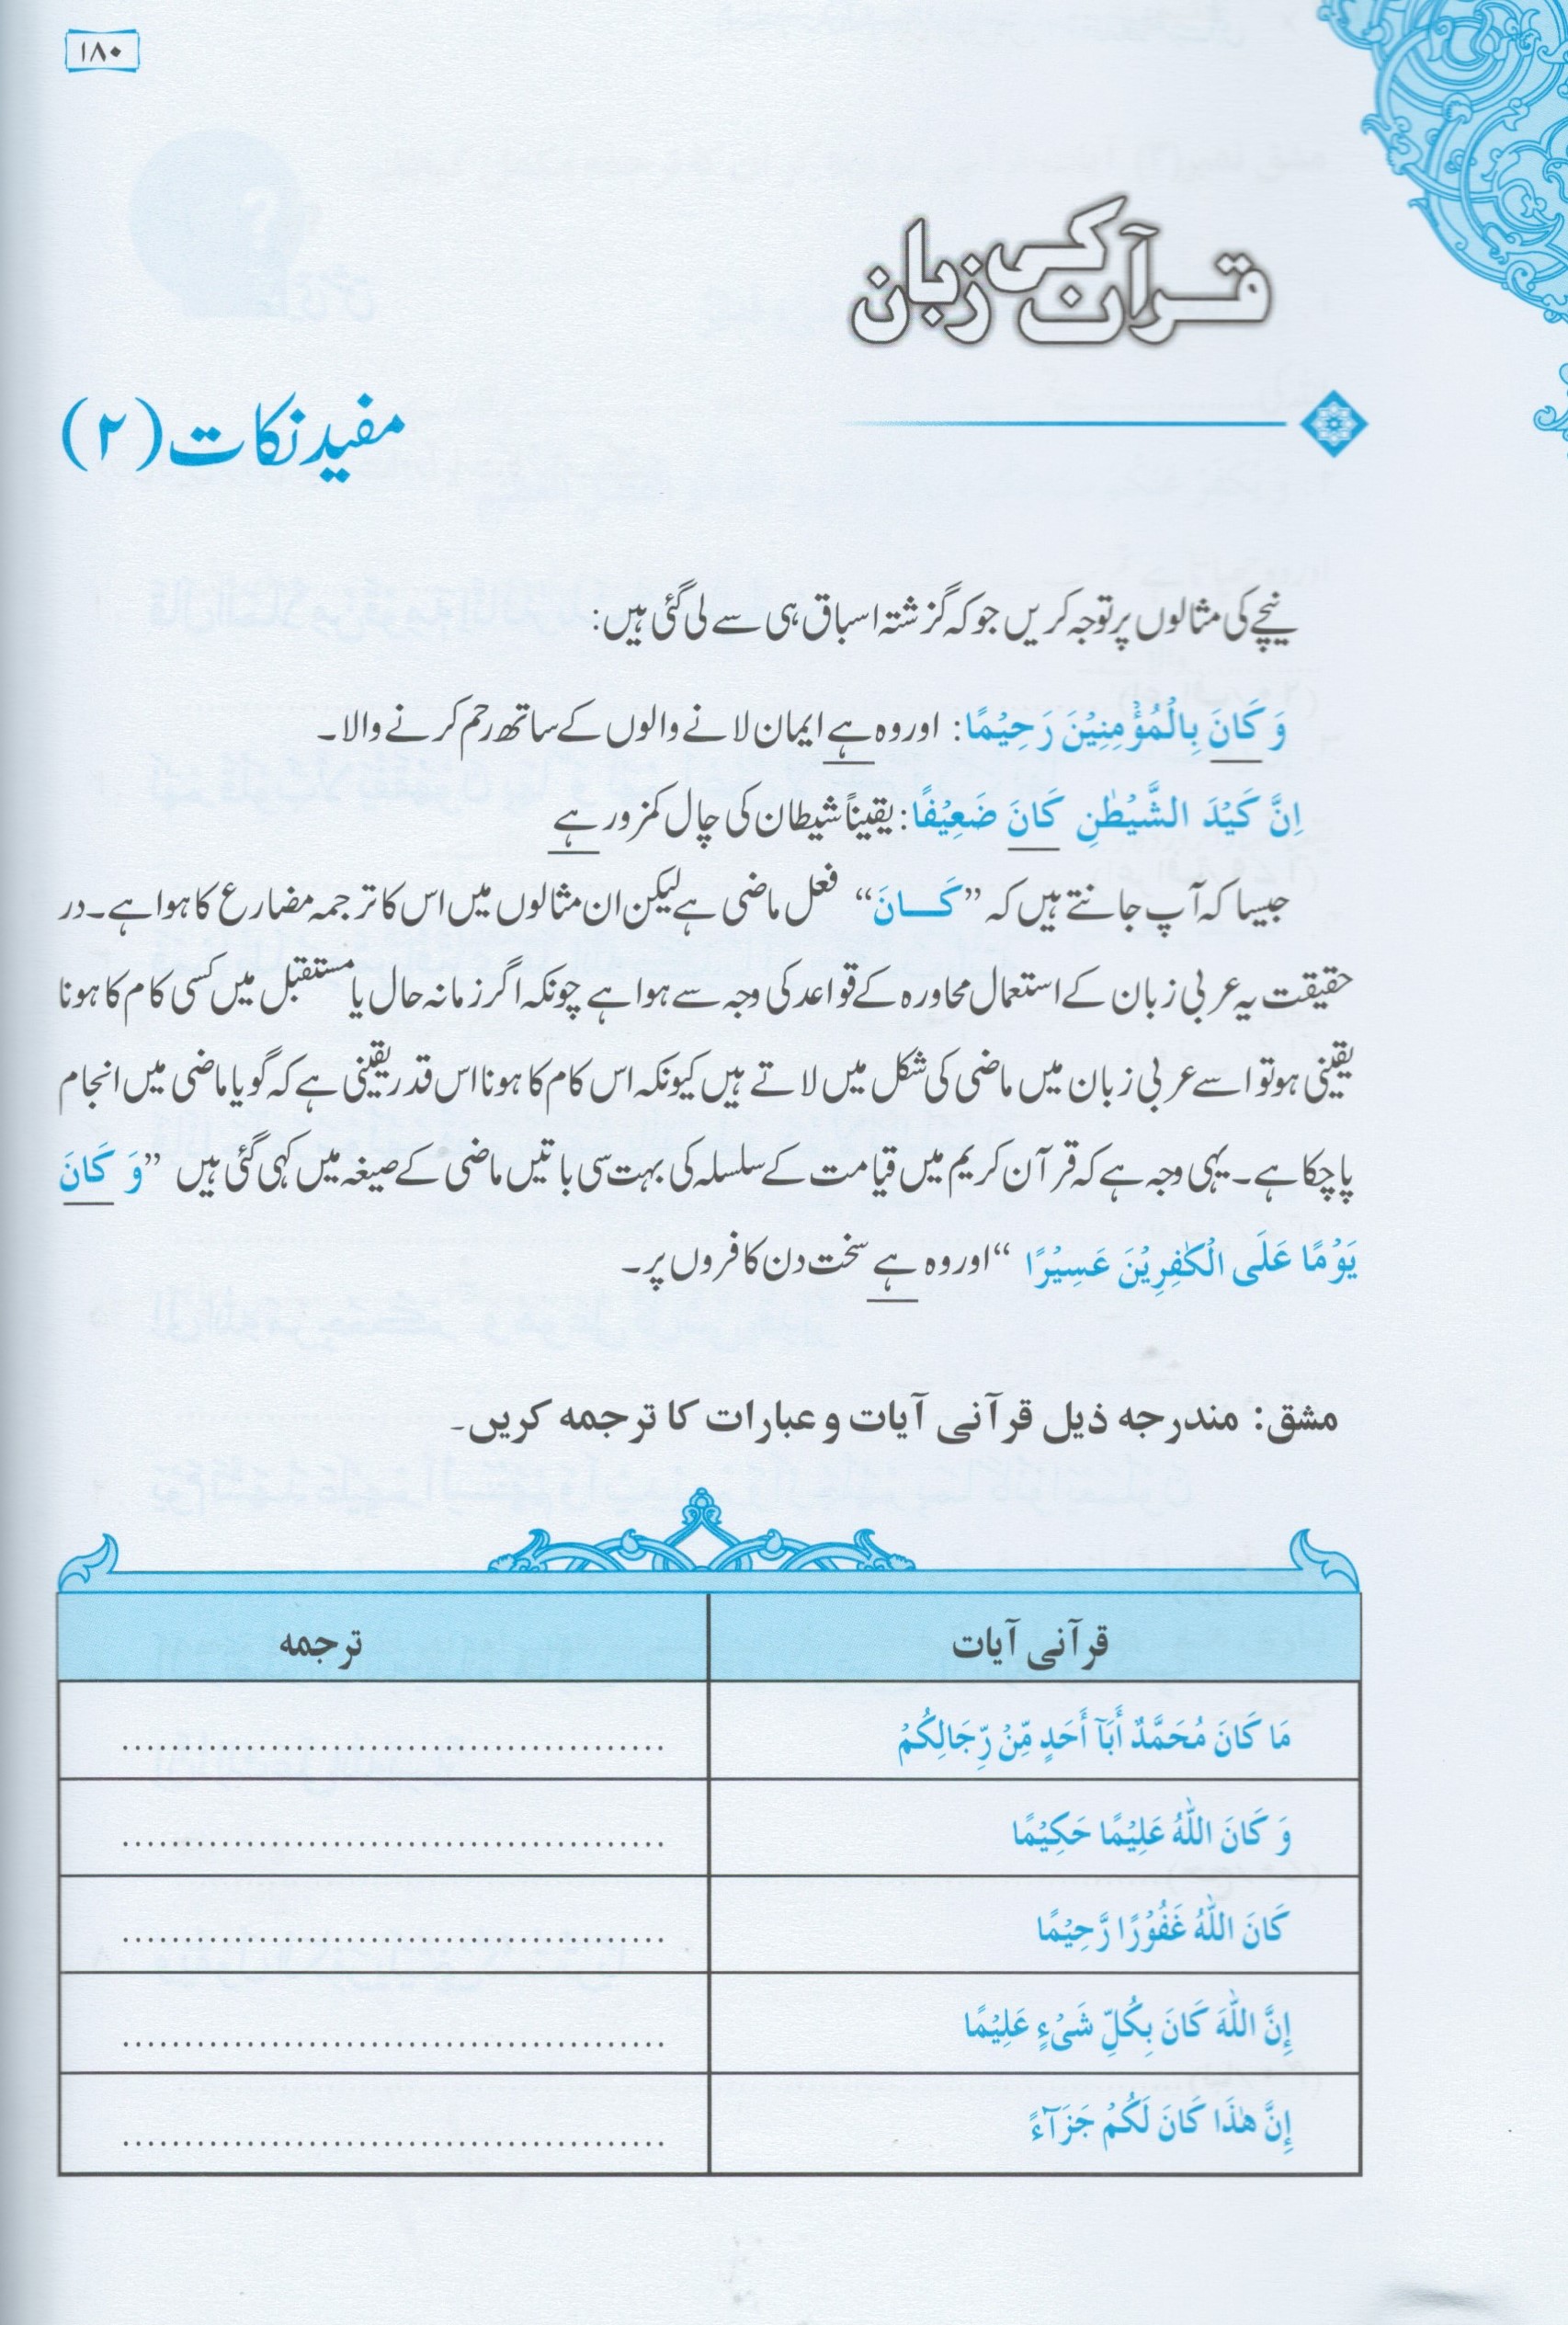 ۱۸۰
قرآن کی زبان
مفید نکات (۲)
نیچے کی مثالوں پر توجہ کریں جو کہ گزشتہ اسباق ہی سے لی گئی ہیں:
وَ كَانَ بِالْمُؤْمِنِيْنَ رَحِيْمًا: اور وہ ہے ایمان لانے والوں کے ساتھ رحم کرنے والا۔
اِنَّ كَيْدَ الشَّيْطٰنِ كَانَ ضَعِيْفًا: یقیناً شیطان کی چال کمزور ہے
جیسا کہ آپ جانتے ہیں کہ ”كَــانَ“ فعل ماضی ہے لیکن ان مثالوں میں اس کا ترجمہ مضارع کا ہوا ہے۔ در
حقیقت یہ عربی زبان کے استعمال محاورہ کے قواعد کی وجہ سے ہوا ہے چونکہ اگر زمانہ حال یا مستقبل میں کسی کام کا ہونا
یقینی ہو تو اسے عربی زبان میں ماضی کی شکل میں لاتے ہیں کیونکہ اس کام کا ہونا اس قدر یقینی ہے کہ گویا ماضی میں انجام
پا چکا ہے۔ یہی وجہ ہے کہ قرآن کریم میں قیامت کے سلسلہ کی بہت سی باتیں ماضی کے صیغہ میں کہی گئی ہیں ”وَ كَانَ
يَوْمًا عَلَى الْكٰفِرِيْنَ عَسِيْرًا“ اور وہ ہے سخت دن کافروں پر۔
مشق: مندرجہ ذیل قرآنی آیات و عبارات کا ترجمہ کریں۔
قرآنی آیات ترجمہ
مَا كَانَ مُحَمَّدٌ أَبَآ أَحَدٍ مِّنْ رِّجَالِكُمْ ............................................
وَ كَانَ اللّٰهُ عَلِيْمًا حَكِيْمًا ............................................
كَانَ اللّٰهُ غَفُوْرًا رَّحِيْمًا ............................................
إِنَّ اللّٰهَ كَانَ بِكُلِّ شَىْءٍ عَلِيْمًا ............................................
إِنَّ هٰذَا كَانَ لَكُمْ جَزَآءً ............................................